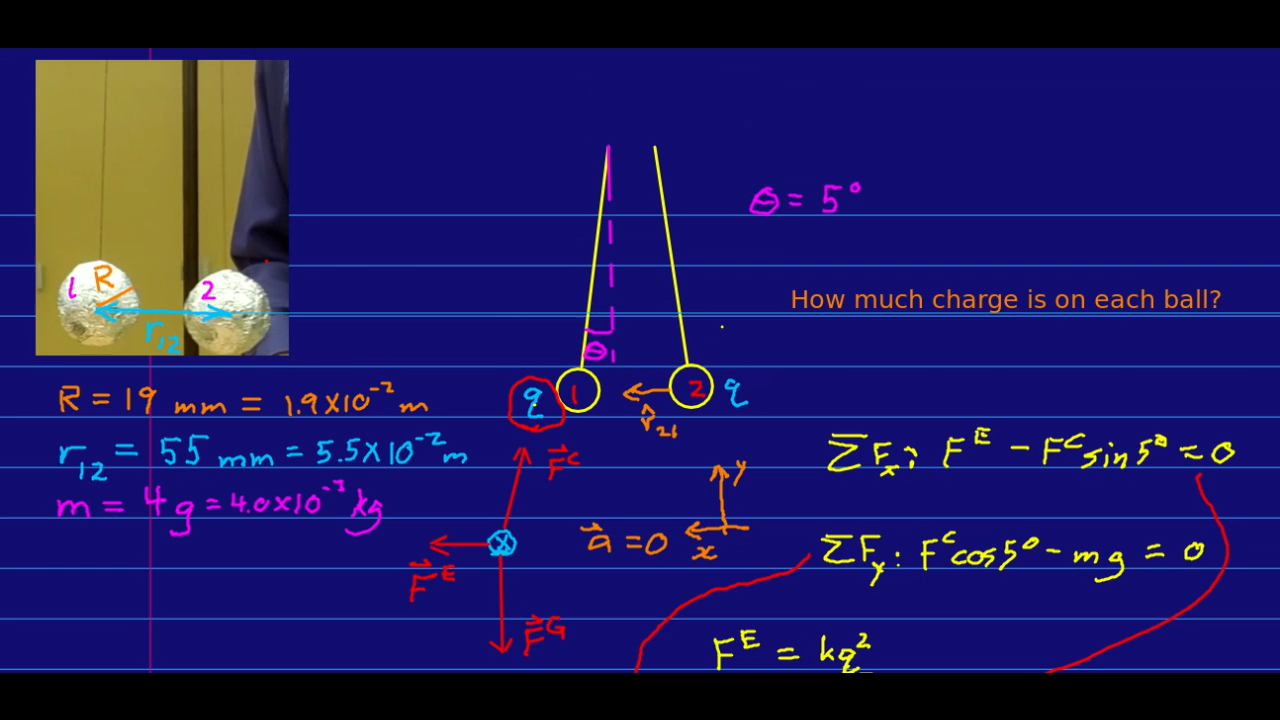 1 R 2
r₁₂
θ = 5°
How much charge is on each ball?
θ₁
q 1 2 q
r̂₂₁
R = 19 mm = 1.9×10⁻² m
r₁₂ = 55 mm = 5.5×10⁻² m
m = 4 g = 4.0×10⁻³ kg
F⃗ᶜ
F⃗ᴱ
F⃗ᴳ
a⃗ = 0
y
x
ΣFₓ: Fᴱ - Fᶜ sin 5° = 0
ΣFᵧ: Fᶜ cos 5° - mg = 0
Fᴱ = kq²